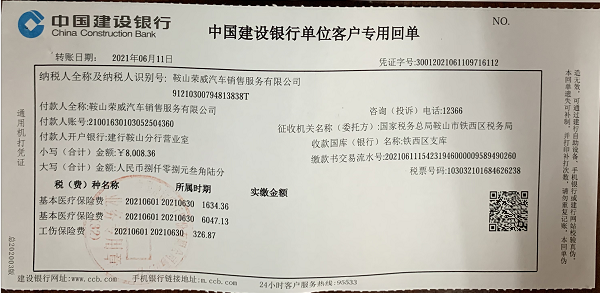 中国建设银行
China Construction Bank
中国建设银行单位客户专用回单
NO.
转账日期： 2021年06月11日
凭证字号:30012021061109716112
纳税人全称及纳税人识别号: 鞍山荣威汽车销售服务有限公司
91210300794813838T
付款人全称:鞍山荣威汽车销售服务有限公司
咨询（投诉）电话:12366
付款人账号:21001630103052504360
征收机关名称（委托方）:国家税务总局鞍山市铁西区税务局
付款人开户银行:建行鞍山分行营业室
收款国库（银行）名称:铁西区支库
小写（合计）金额:￥8,008.36
缴款书交易流水号:2021061115423194600000958949​0260
大写（合计）金额:人民币捌仟零捌元叁角陆分
税票号码:103032101684626238
税（费）种名称 所属时期 实缴金额
基本医疗保险费 20210601 20210630 1634.36
基本医疗保险费 20210601 20210630 6047.13
工伤保险费 20210601 20210630 326.87
通用机打凭证
总202003版
建设银行网址:www.ccb.com 手机银行链接地址:m.ccb.com 24小时客户服务热线:95533